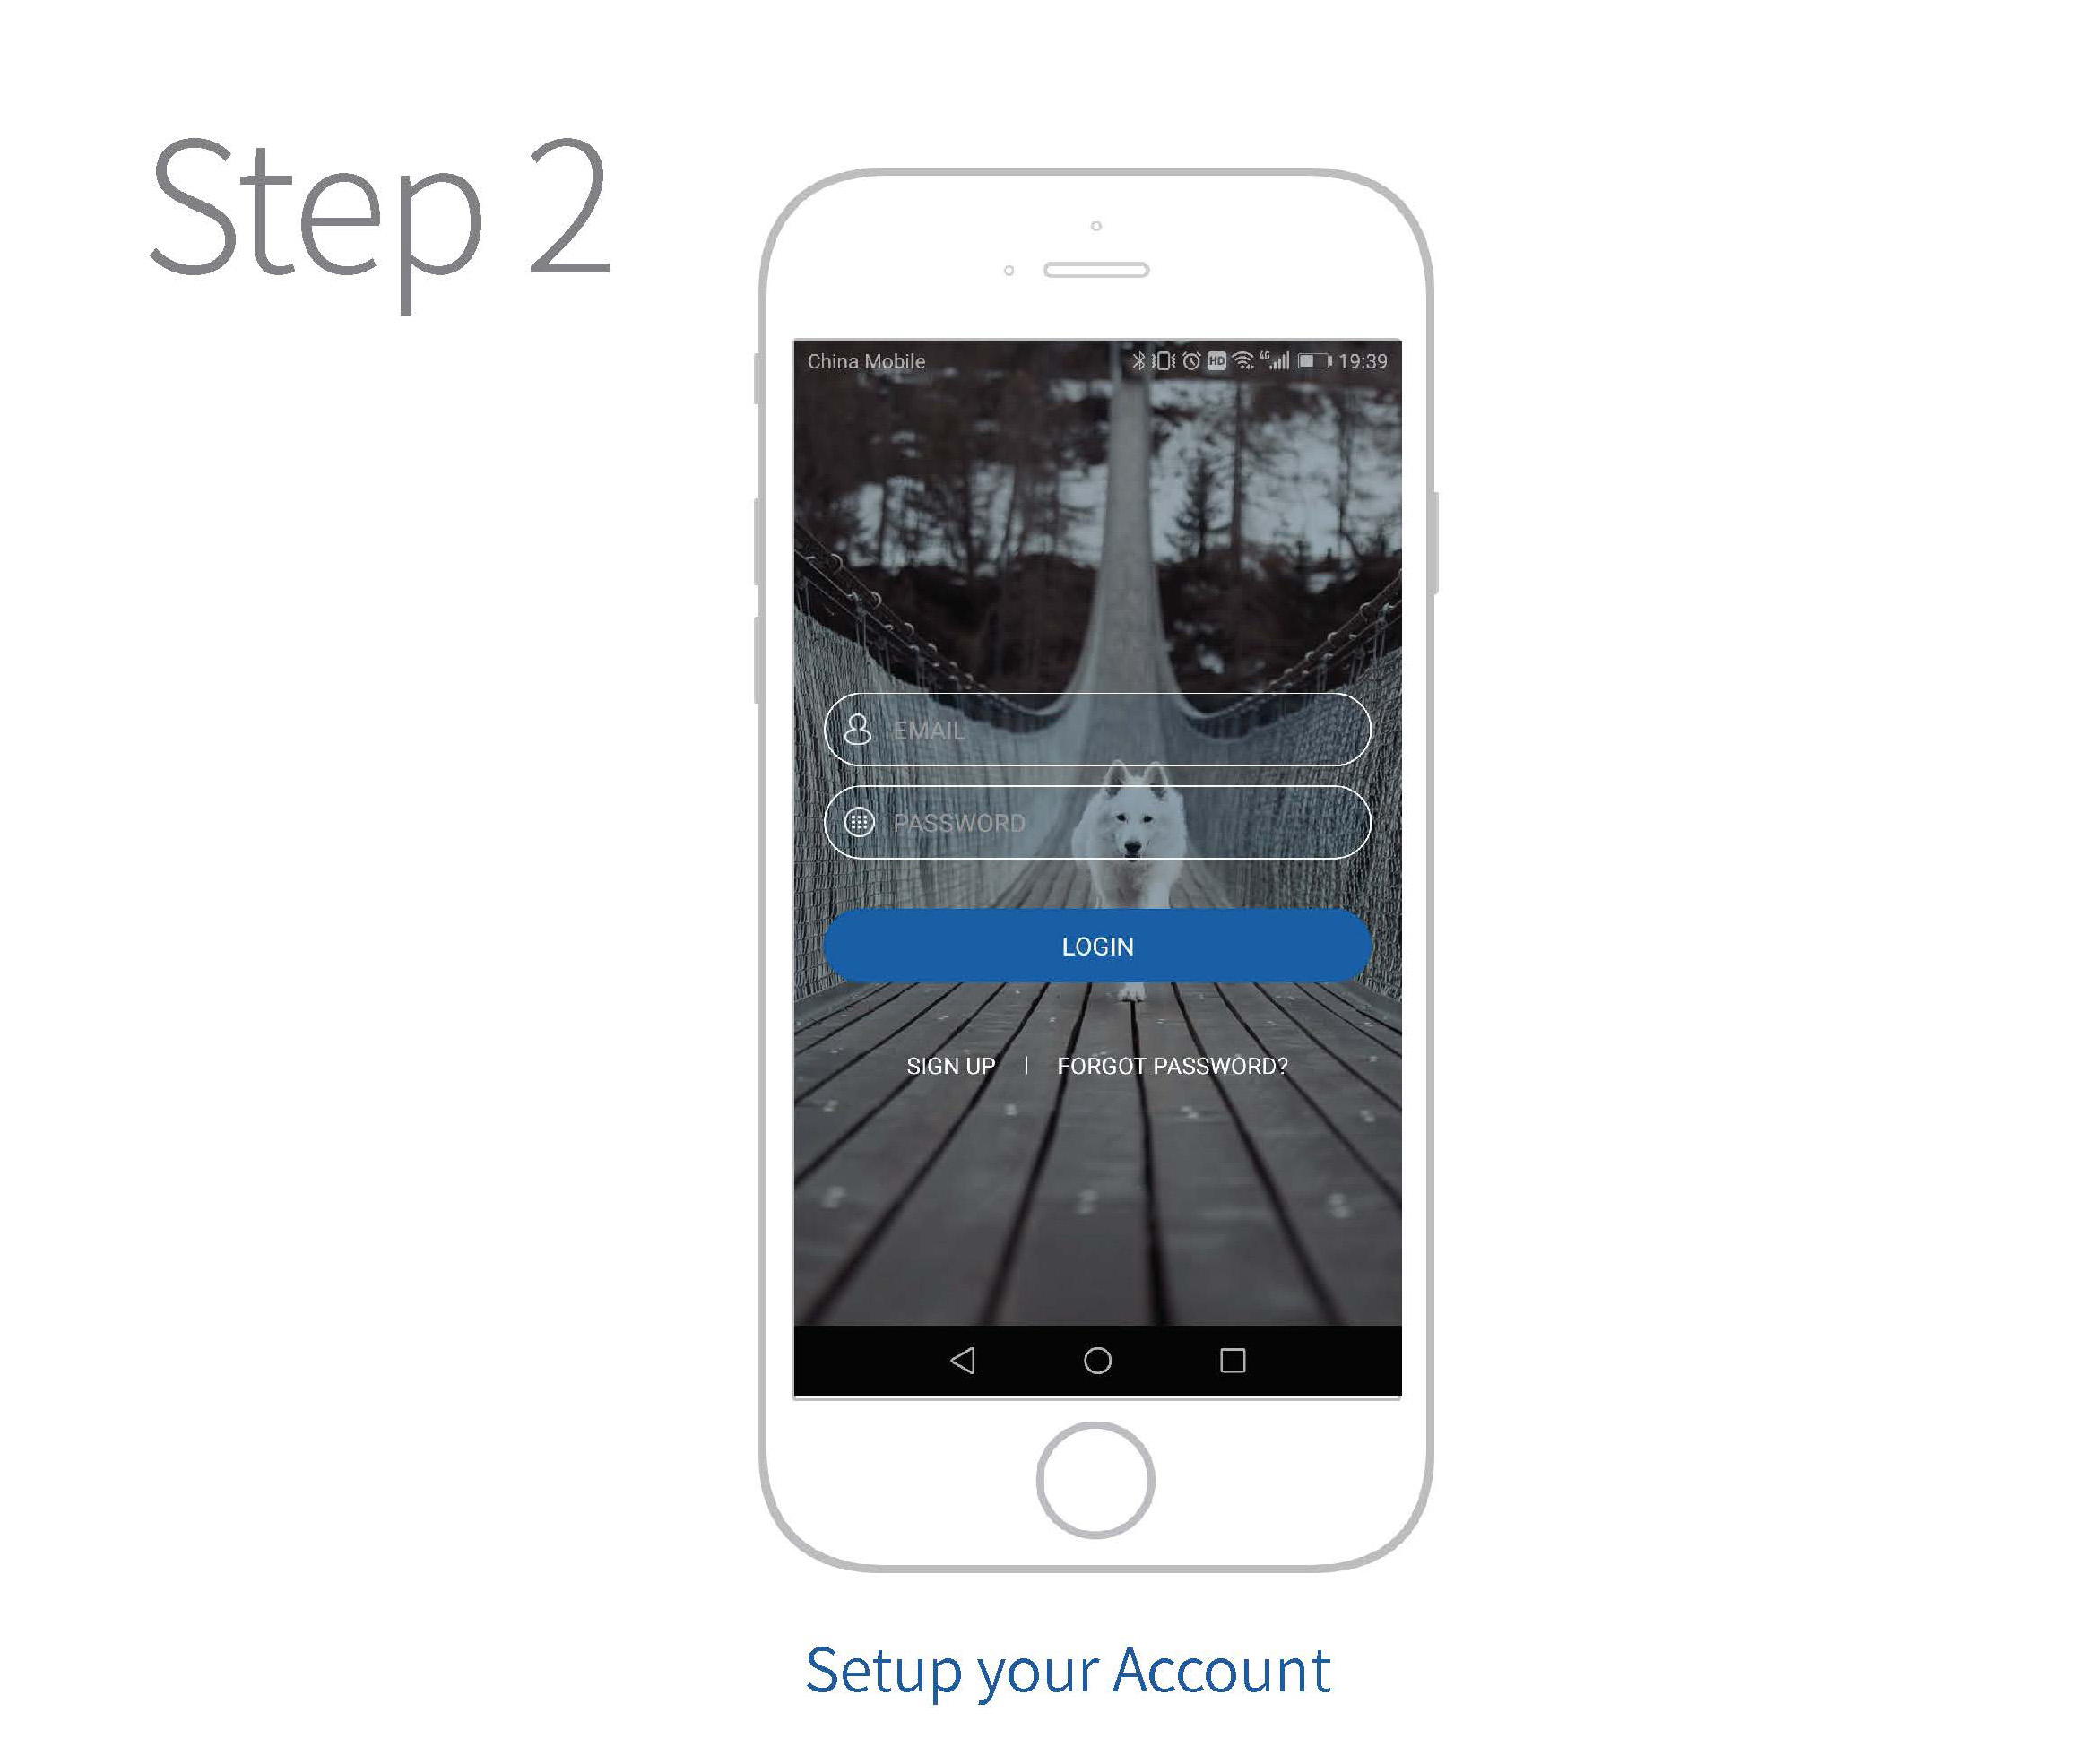 Step 2
China Mobile HD 4G 19:39
EMAIL
PASSWORD
LOGIN
SIGN UP | FORGOT PASSWORD?
Setup your Account